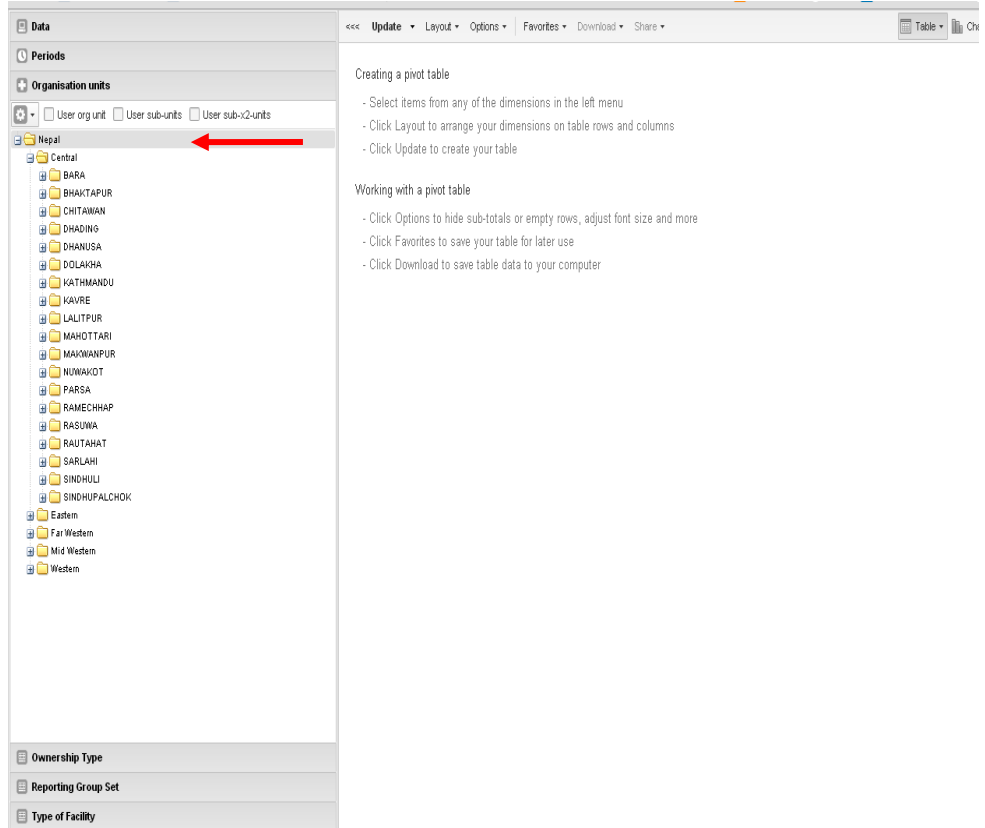 Data
Periods
Organisation units
User org unit User sub-units User sub-x2-units
Nepal
Central
BARA
BHAKTAPUR
CHITAWAN
DHADING
DHANUSA
DOLAKHA
KATHMANDU
KAVRE
LALITPUR
MAHOTTARI
MAKWANPUR
NUWAKOT
PARSA
RAMECHHAP
RASUWA
RAUTAHAT
SARLAHI
SINDHULI
SINDHUPALCHOK
Eastern
Far Western
Mid Western
Western
Ownership Type
Reporting Group Set
Type of Facility
<<< Update Layout Options Favorites Download Share Table
Creating a pivot table
- Select items from any of the dimensions in the left menu
- Click Layout to arrange your dimensions on table rows and columns
- Click Update to create your table
Working with a pivot table
- Click Options to hide sub-totals or empty rows, adjust font size and more
- Click Favorites to save your table for later use
- Click Download to save table data to your computer